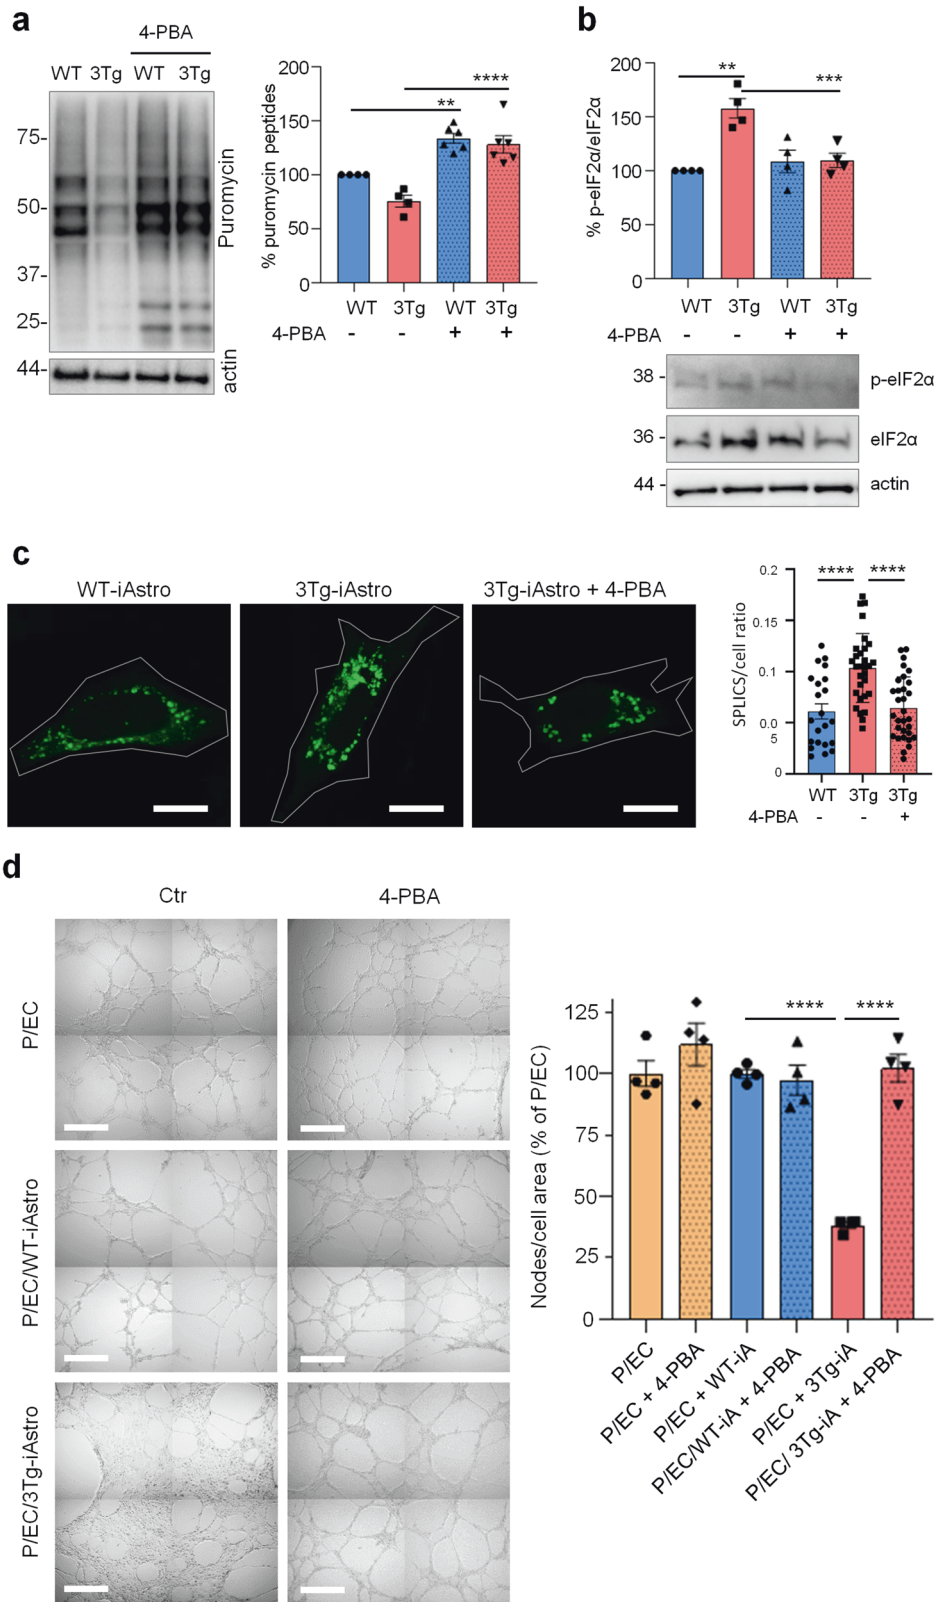 a
4-PBA
WT 3Tg WT 3Tg
75-
50-
37-
25-
44-
Puromycin
actin
% puromycin peptides
200
150
100
50
0
** ****
WT 3Tg WT 3Tg
4-PBA - - + +
b
% p-eIF2α/eIF2α
200
150
100
50
0
** ***
WT 3Tg WT 3Tg
4-PBA - - + +
38 - p-eIF2α
36 - eIF2α
44 - actin
c
WT-iAstro
3Tg-iAstro
3Tg-iAstro + 4-PBA
SPLICS/cell ratio
0.2
0.15
0.1
0.0
5
0
**** ****
WT 3Tg 3Tg
4-PBA - - +
d
Ctr 4-PBA
P/EC
P/EC/WT-iAstro
P/EC/3Tg-iAstro
Nodes/cell area (% of P/EC)
125
100
75
50
25
0
**** ****
P/EC
P/EC + 4-PBA
P/EC + WT-iA
P/EC/WT-iA + 4-PBA
P/EC + 3Tg-iA
P/EC/ 3Tg-iA + 4-PBA